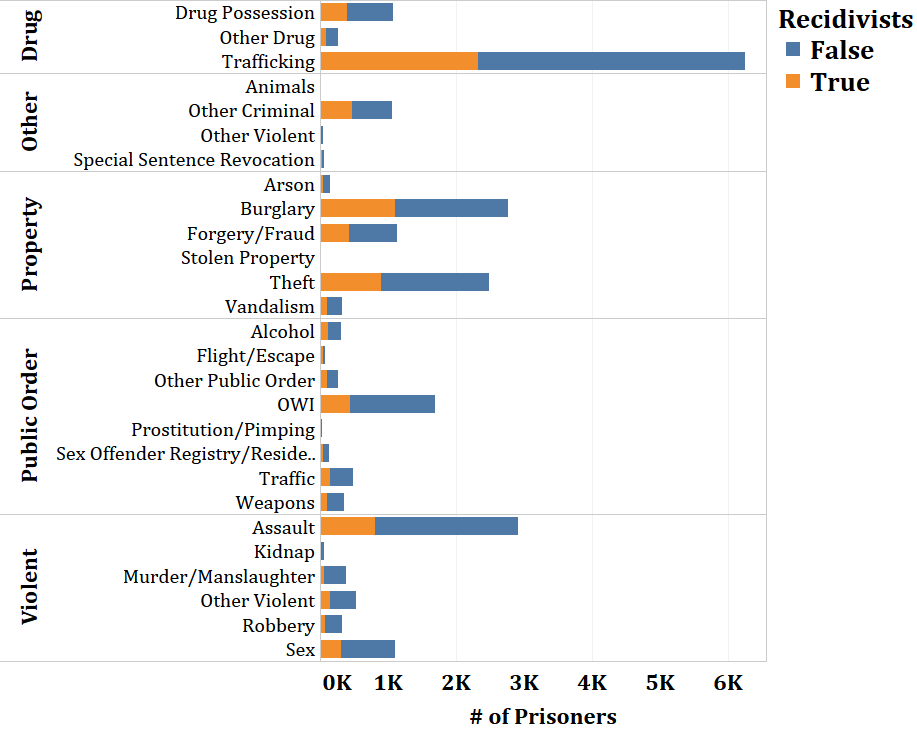 Drug
Drug Possession
Other Drug
Trafficking
Other
Animals
Other Criminal
Other Violent
Special Sentence Revocation
Property
Arson
Burglary
Forgery/Fraud
Stolen Property
Theft
Vandalism
Public Order
Alcohol
Flight/Escape
Other Public Order
OWI
Prostitution/Pimping
Sex Offender Registry/Reside..
Traffic
Weapons
Violent
Assault
Kidnap
Murder/Manslaughter
Other Violent
Robbery
Sex
0K 1K 2K 3K 4K 5K 6K
# of Prisoners
Recidivists
False
True